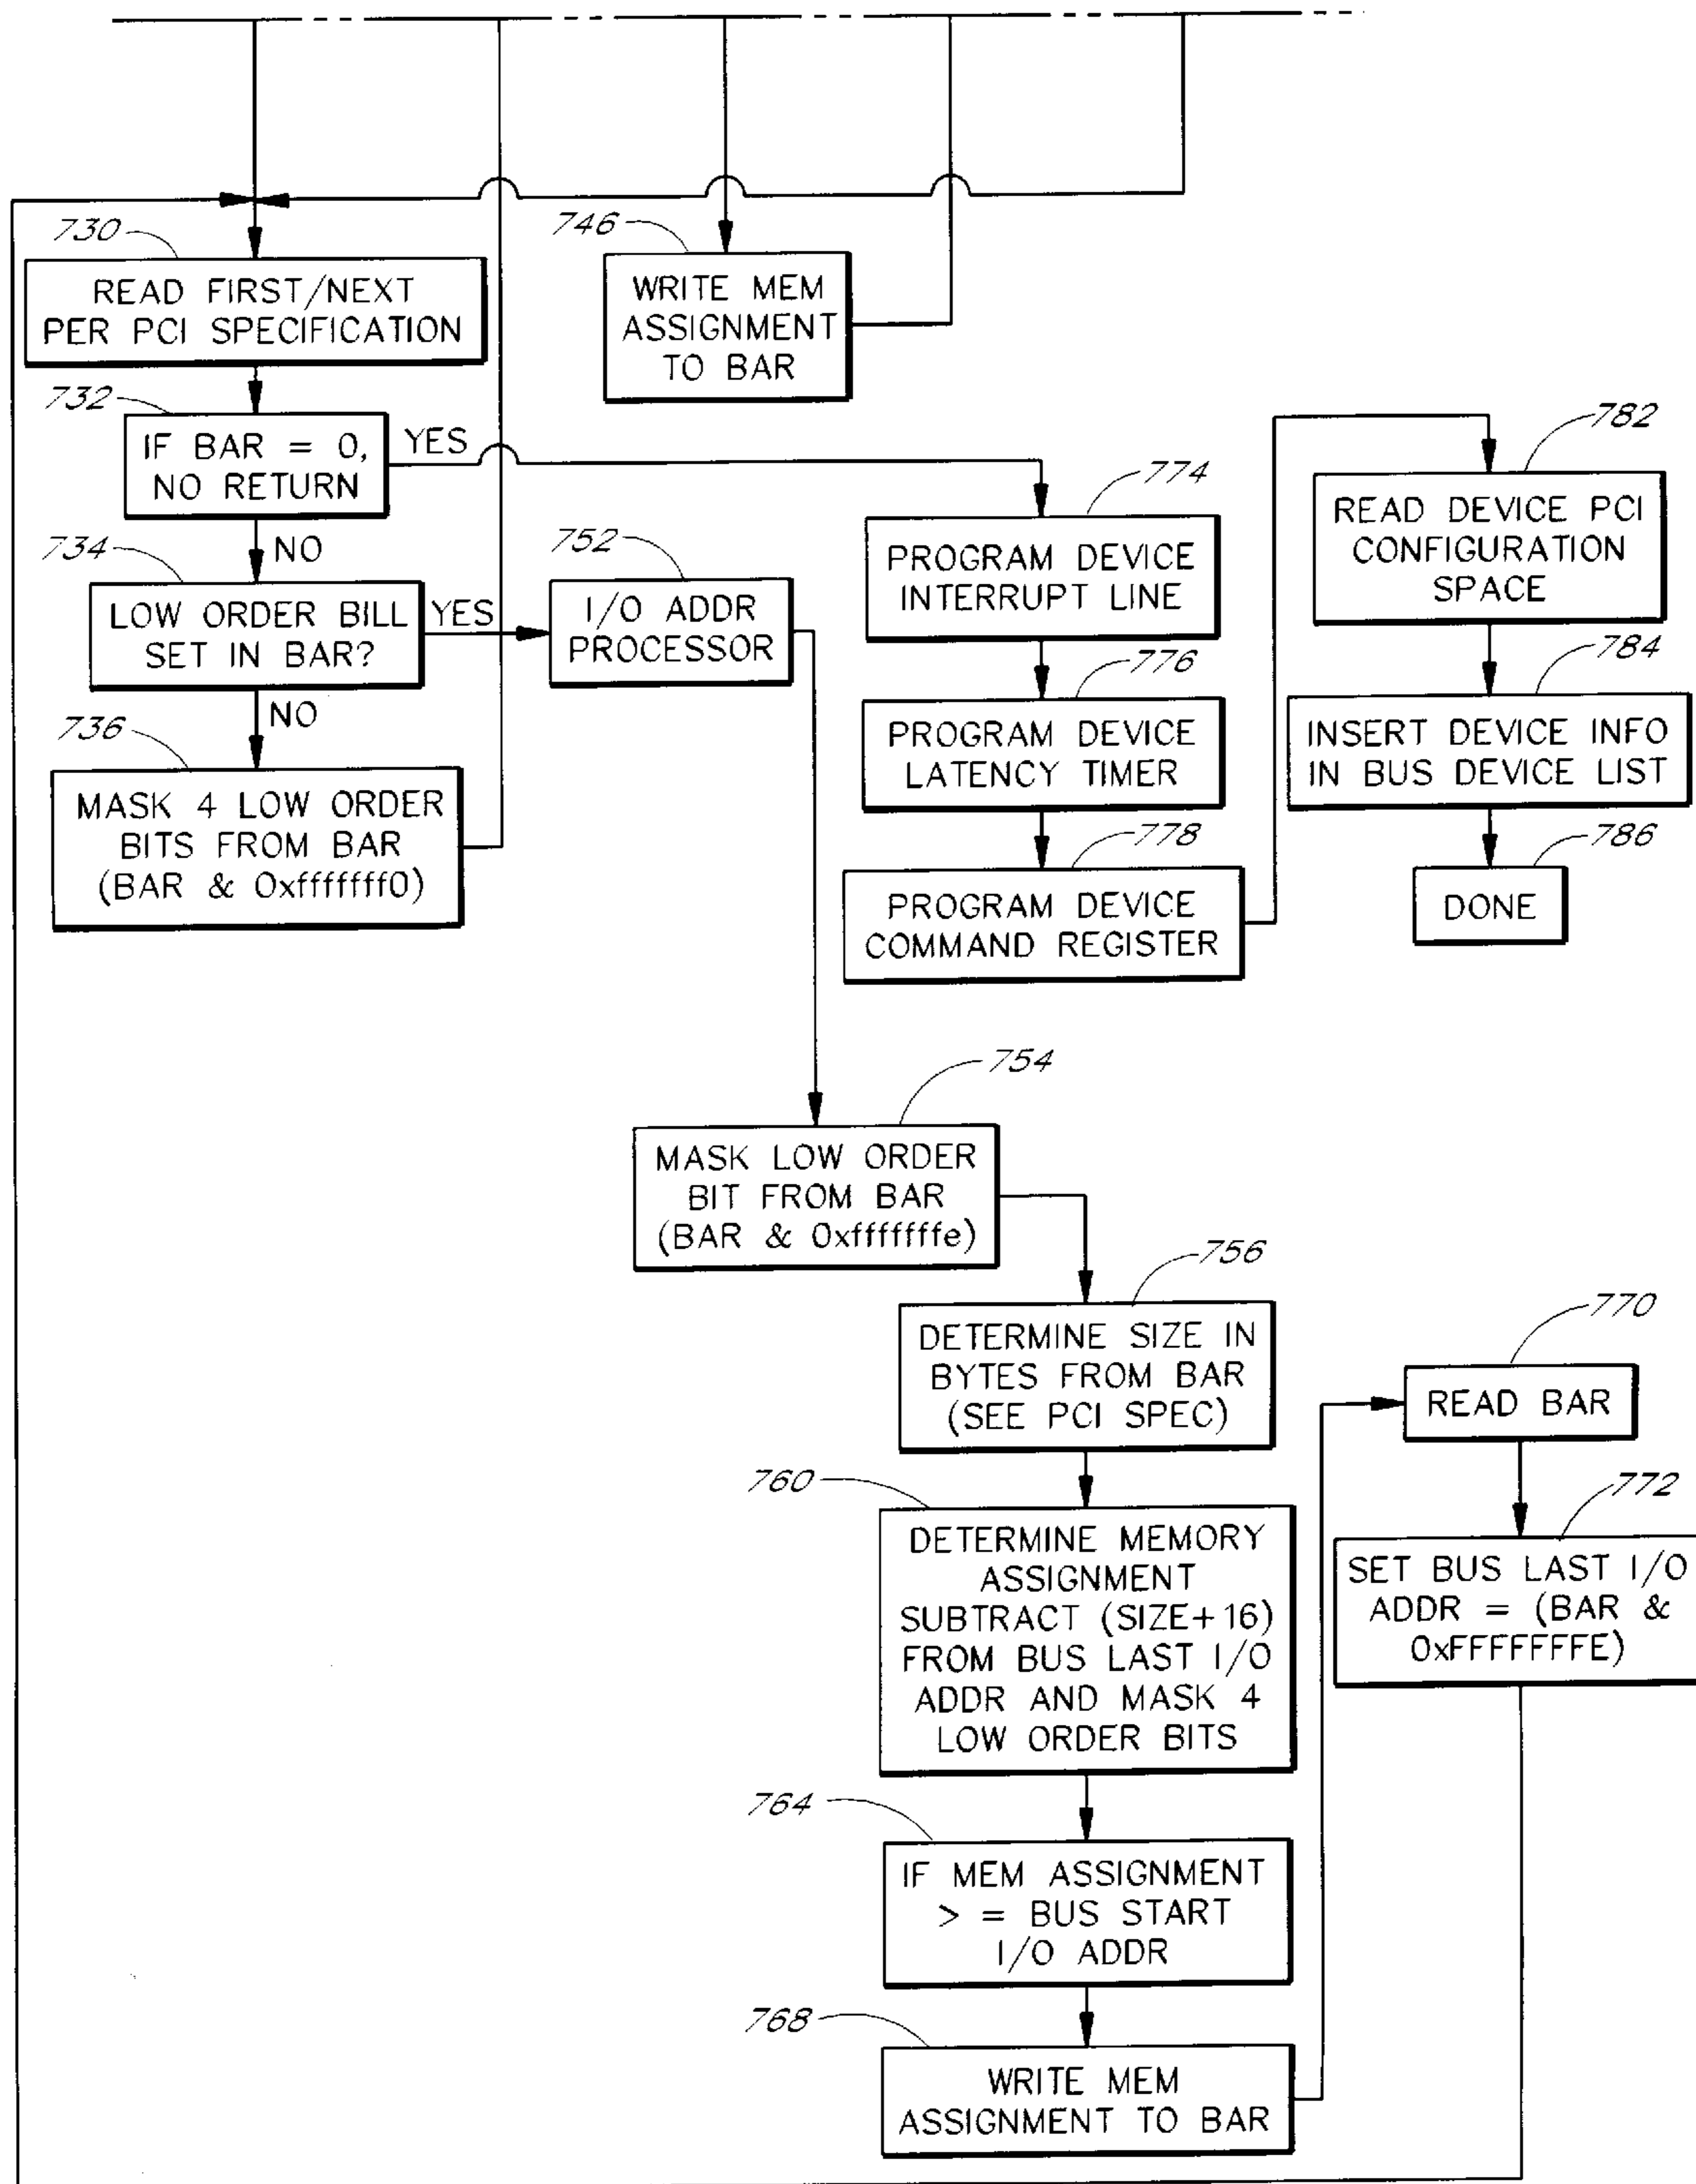 730
READ FIRST/NEXT
PER PCI SPECIFICATION
746
WRITE MEM
ASSIGNMENT
TO BAR
732
IF BAR = 0,
NO RETURN
YES
NO
734
LOW ORDER BILL
SET IN BAR?
YES
NO
736
MASK 4 LOW ORDER
BITS FROM BAR
(BAR & 0xfffffff0)
752
I/O ADDR
PROCESSOR
774
PROGRAM DEVICE
INTERRUPT LINE
776
PROGRAM DEVICE
LATENCY TIMER
778
PROGRAM DEVICE
COMMAND REGISTER
782
READ DEVICE PCI
CONFIGURATION
SPACE
784
INSERT DEVICE INFO
IN BUS DEVICE LIST
786
DONE
754
MASK LOW ORDER
BIT FROM BAR
(BAR & 0xfffffffe)
756
DETERMINE SIZE IN
BYTES FROM BAR
(SEE PCI SPEC)
760
DETERMINE MEMORY
ASSIGNMENT
SUBTRACT (SIZE+16)
FROM BUS LAST I/O
ADDR AND MASK 4
LOW ORDER BITS
764
IF MEM ASSIGNMENT
> = BUS START
I/O ADDR
768
WRITE MEM
ASSIGNMENT TO BAR
770
READ BAR
772
SET BUS LAST I/O
ADDR = (BAR &
0xFFFFFFFE)